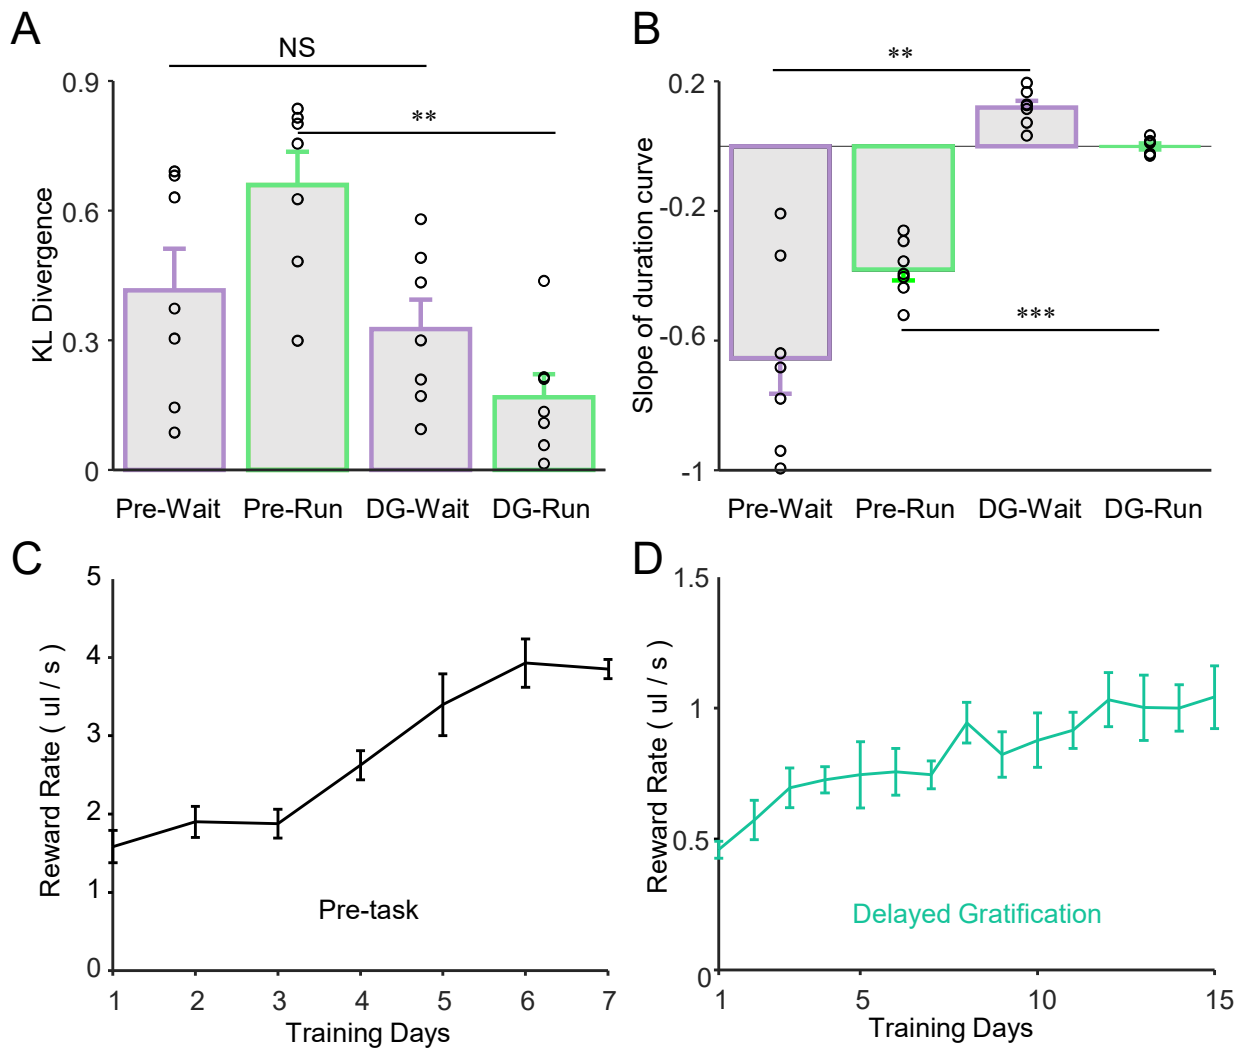 A
NS
**
KL Divergence
0.9
0.6
0.3
0
Pre-Wait Pre-Run DG-Wait DG-Run
B
**
***
Slope of duration curve
0.2
-0.2
-0.6
-1
Pre-Wait Pre-Run DG-Wait DG-Run
C
Reward Rate ( ul / s )
5
4
3
2
1
0
Pre-task
1 2 3 4 5 6 7
Training Days
D
Reward Rate ( ul / s )
1.5
1
0.5
0
Delayed Gratification
1 5 10 15
Training Days